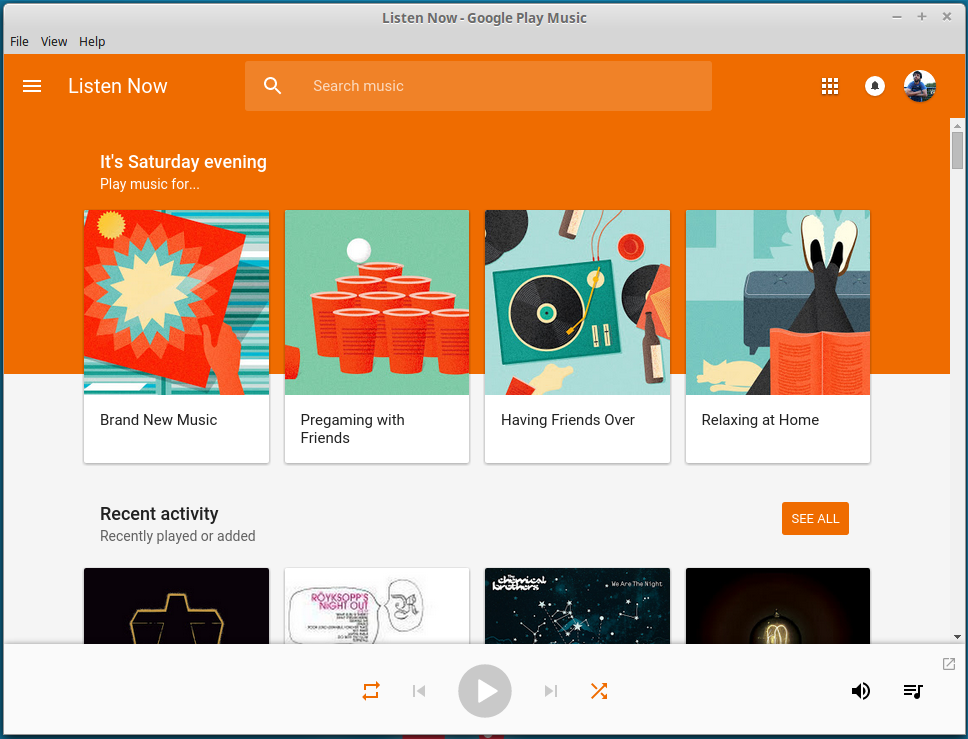 Listen Now - Google Play Music
File View Help
Listen Now
Search music
It's Saturday evening
Play music for...
Brand New Music
Pregaming with
Friends
Having Friends Over
Relaxing at Home
Recent activity
Recently played or added
SEE ALL
RÖYKSOPP'S
NIGHT OUT
The
chemical
brothers
We Are The Night